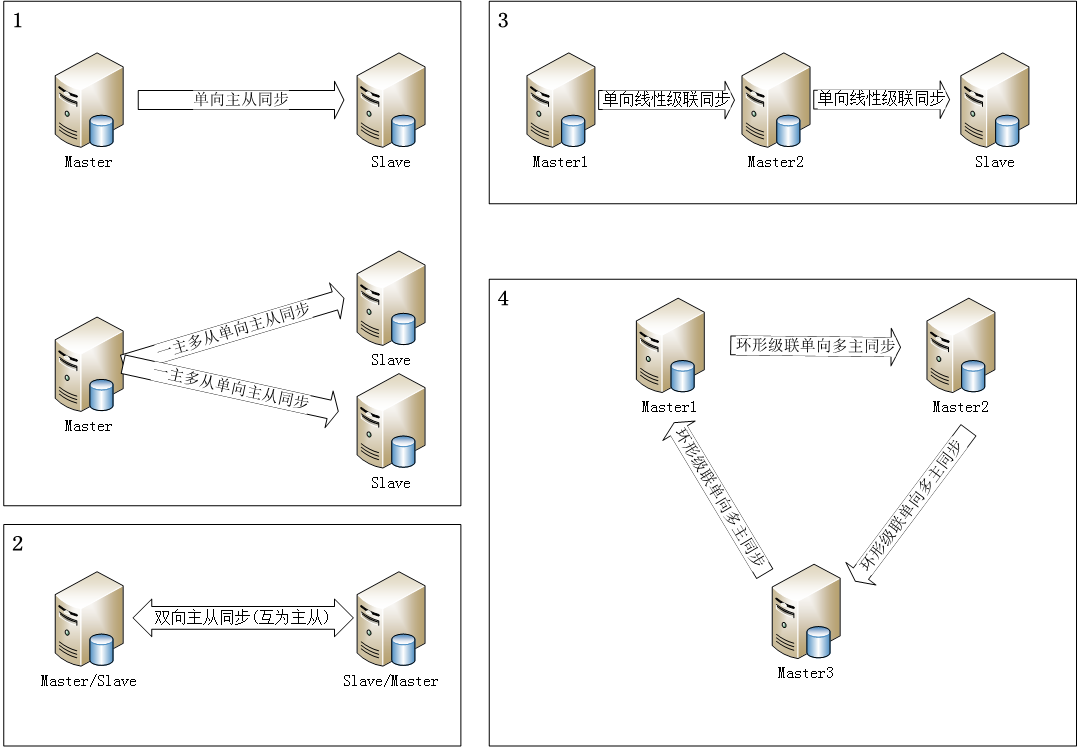 1
单向主从同步
Master
Slave
一主多从单向主从同步
Slave
Master
一主多从单向主从同步
Slave
2
双向主从同步(互为主从)
Master/Slave
Slave/Master
3
单向线性级联同步
单向线性级联同步
Master1
Master2
Slave
4
环形级联单向多主同步
Master1
Master2
环形级联单向多主同步
环形级联单向多主同步
Master3